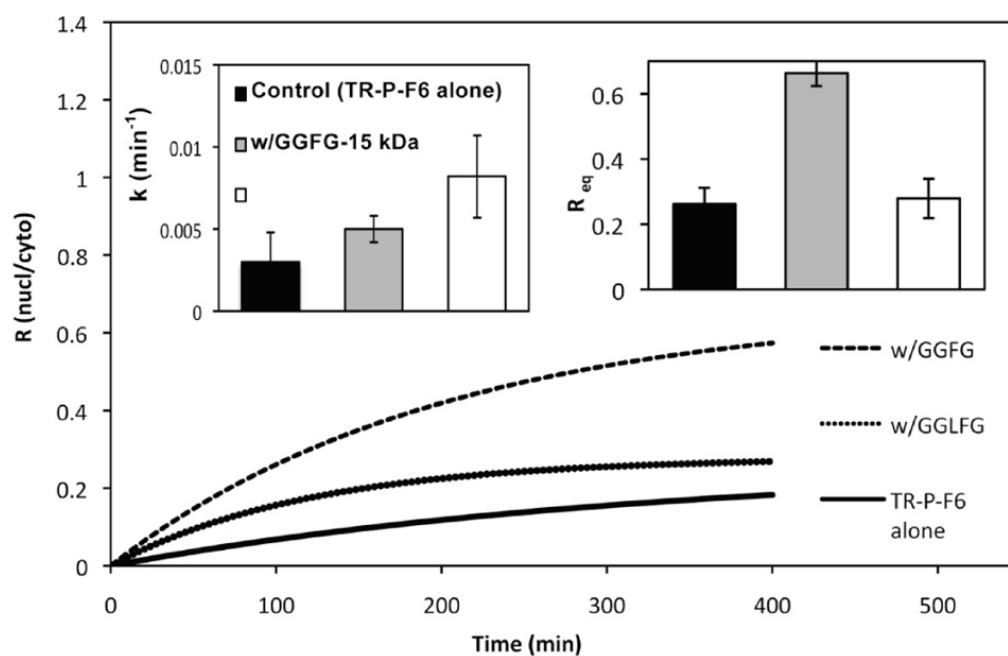 1.4
1.2
1
0.8
0.6
0.4
0.2
0
R (nucl/cyto)
0
100
200
300
400
500
Time (min)
0.015
0.01
0.005
0
k (min⁻¹)
Control (TR-P-F6 alone)
w/GGFG-15 kDa
0.6
0.4
0.2
0
R eq
w/GGFG
w/GGLFG
TR-P-F6
alone